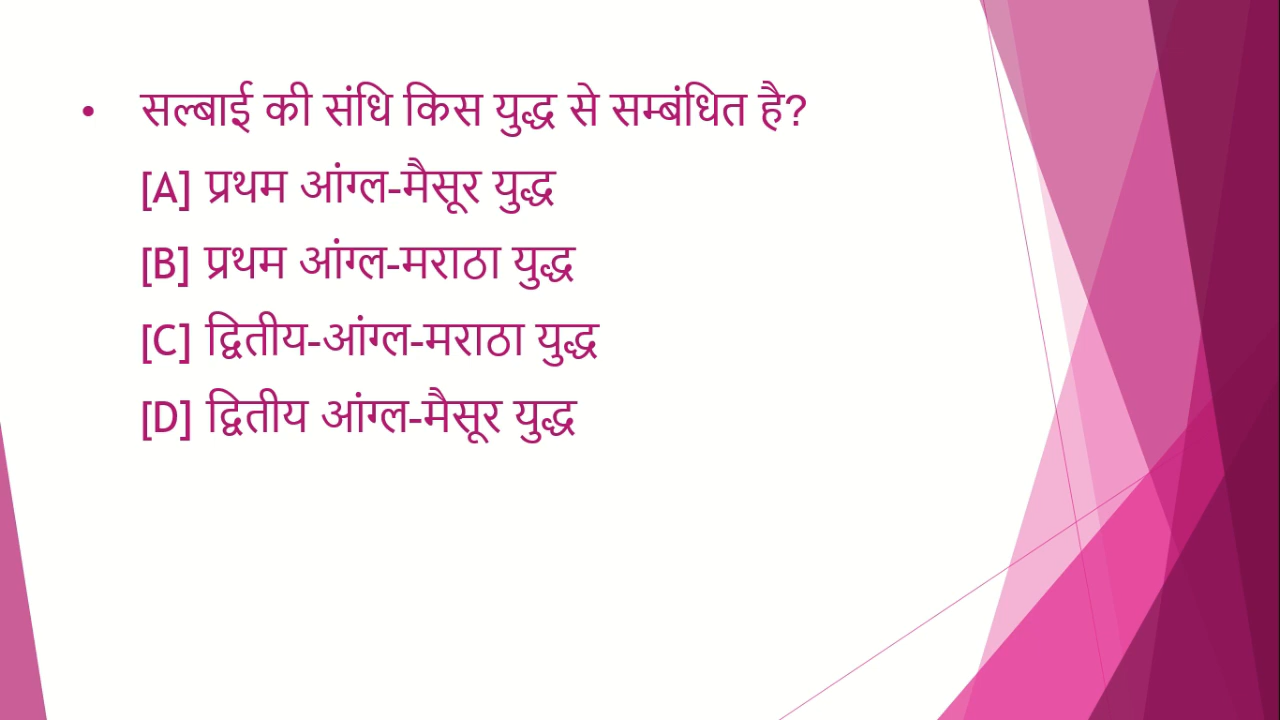 • सल्बाई की संधि किस युद्ध से सम्बंधित है?
[A] प्रथम आंग्ल-मैसूर युद्ध
[B] प्रथम आंग्ल-मराठा युद्ध
[C] द्वितीय-आंग्ल-मराठा युद्ध
[D] द्वितीय आंग्ल-मैसूर युद्ध